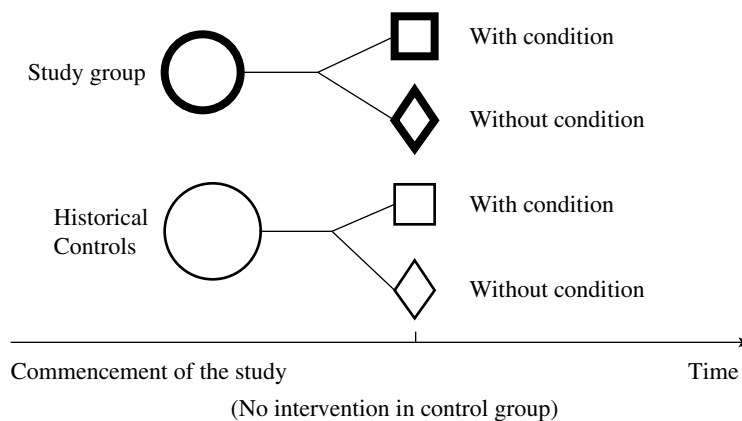 With condition
Study group
Without condition
With condition
Historical
Controls
Without condition
Commencement of the study
Time
(No intervention in control group)